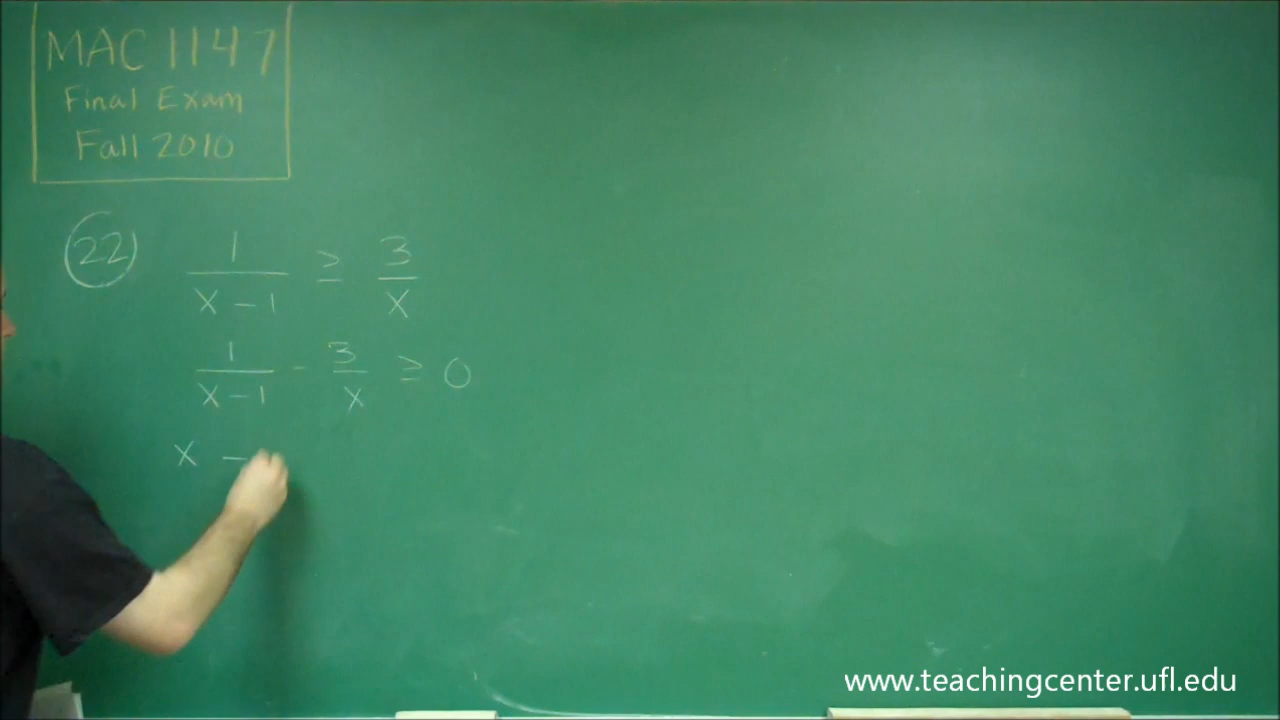 MAC 1147
Final Exam
Fall 2010
22 1/(x-1) ≥ 3/x
1/(x-1) - 3/x ≥ 0
x -
www.teachingcenter.ufl.edu